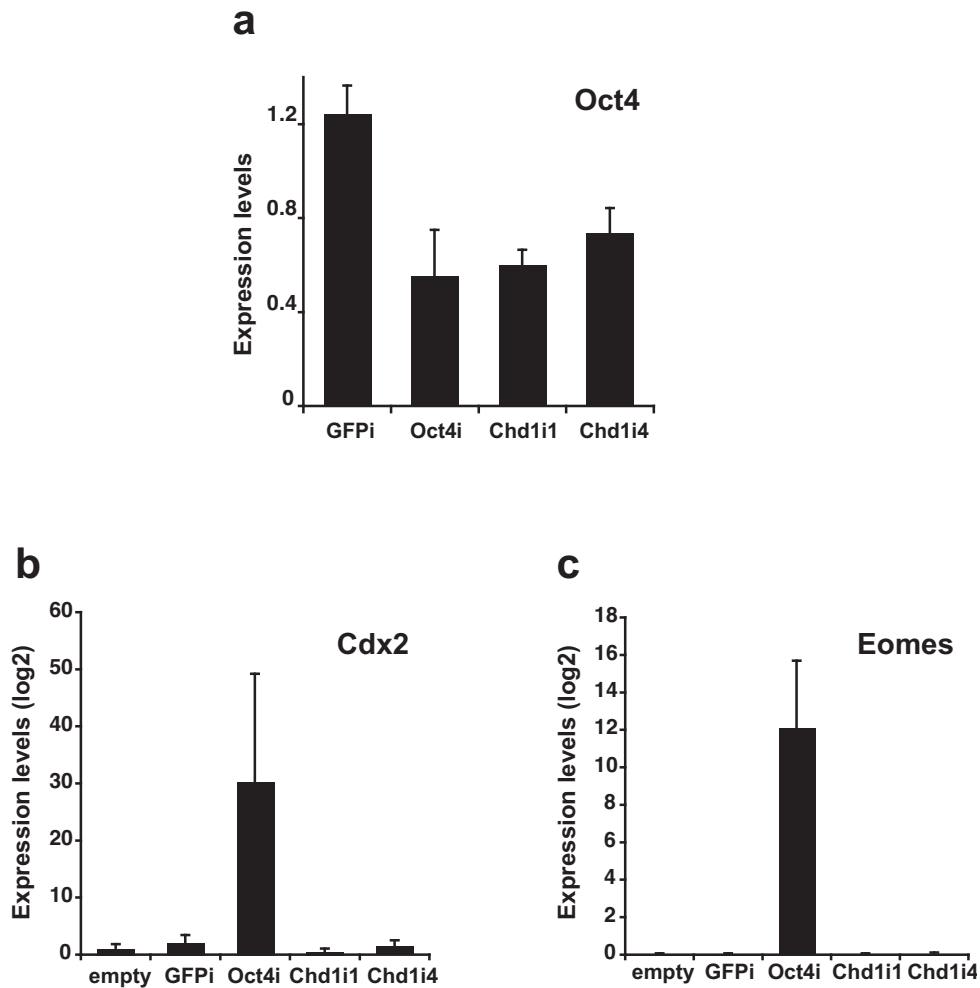 a
Oct4
Expression levels
1.2
0.8
0.4
0
GFPi Oct4i Chd1i1 Chd1i4
b
Cdx2
Expression levels (log2)
60
50
40
30
20
10
0
empty GFPi Oct4i Chd1i1 Chd1i4
c
Eomes
Expression levels (log2)
18
16
14
12
10
8
6
4
2
0
empty GFPi Oct4i Chd1i1 Chd1i4